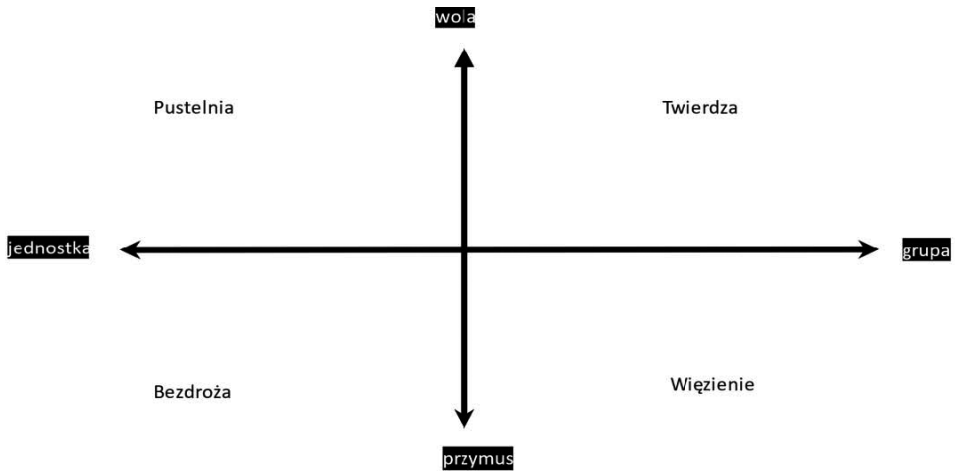 wola
Pustelnia
Twierdza
jednostka
grupa
Bezdroża
Więzienie
przymus